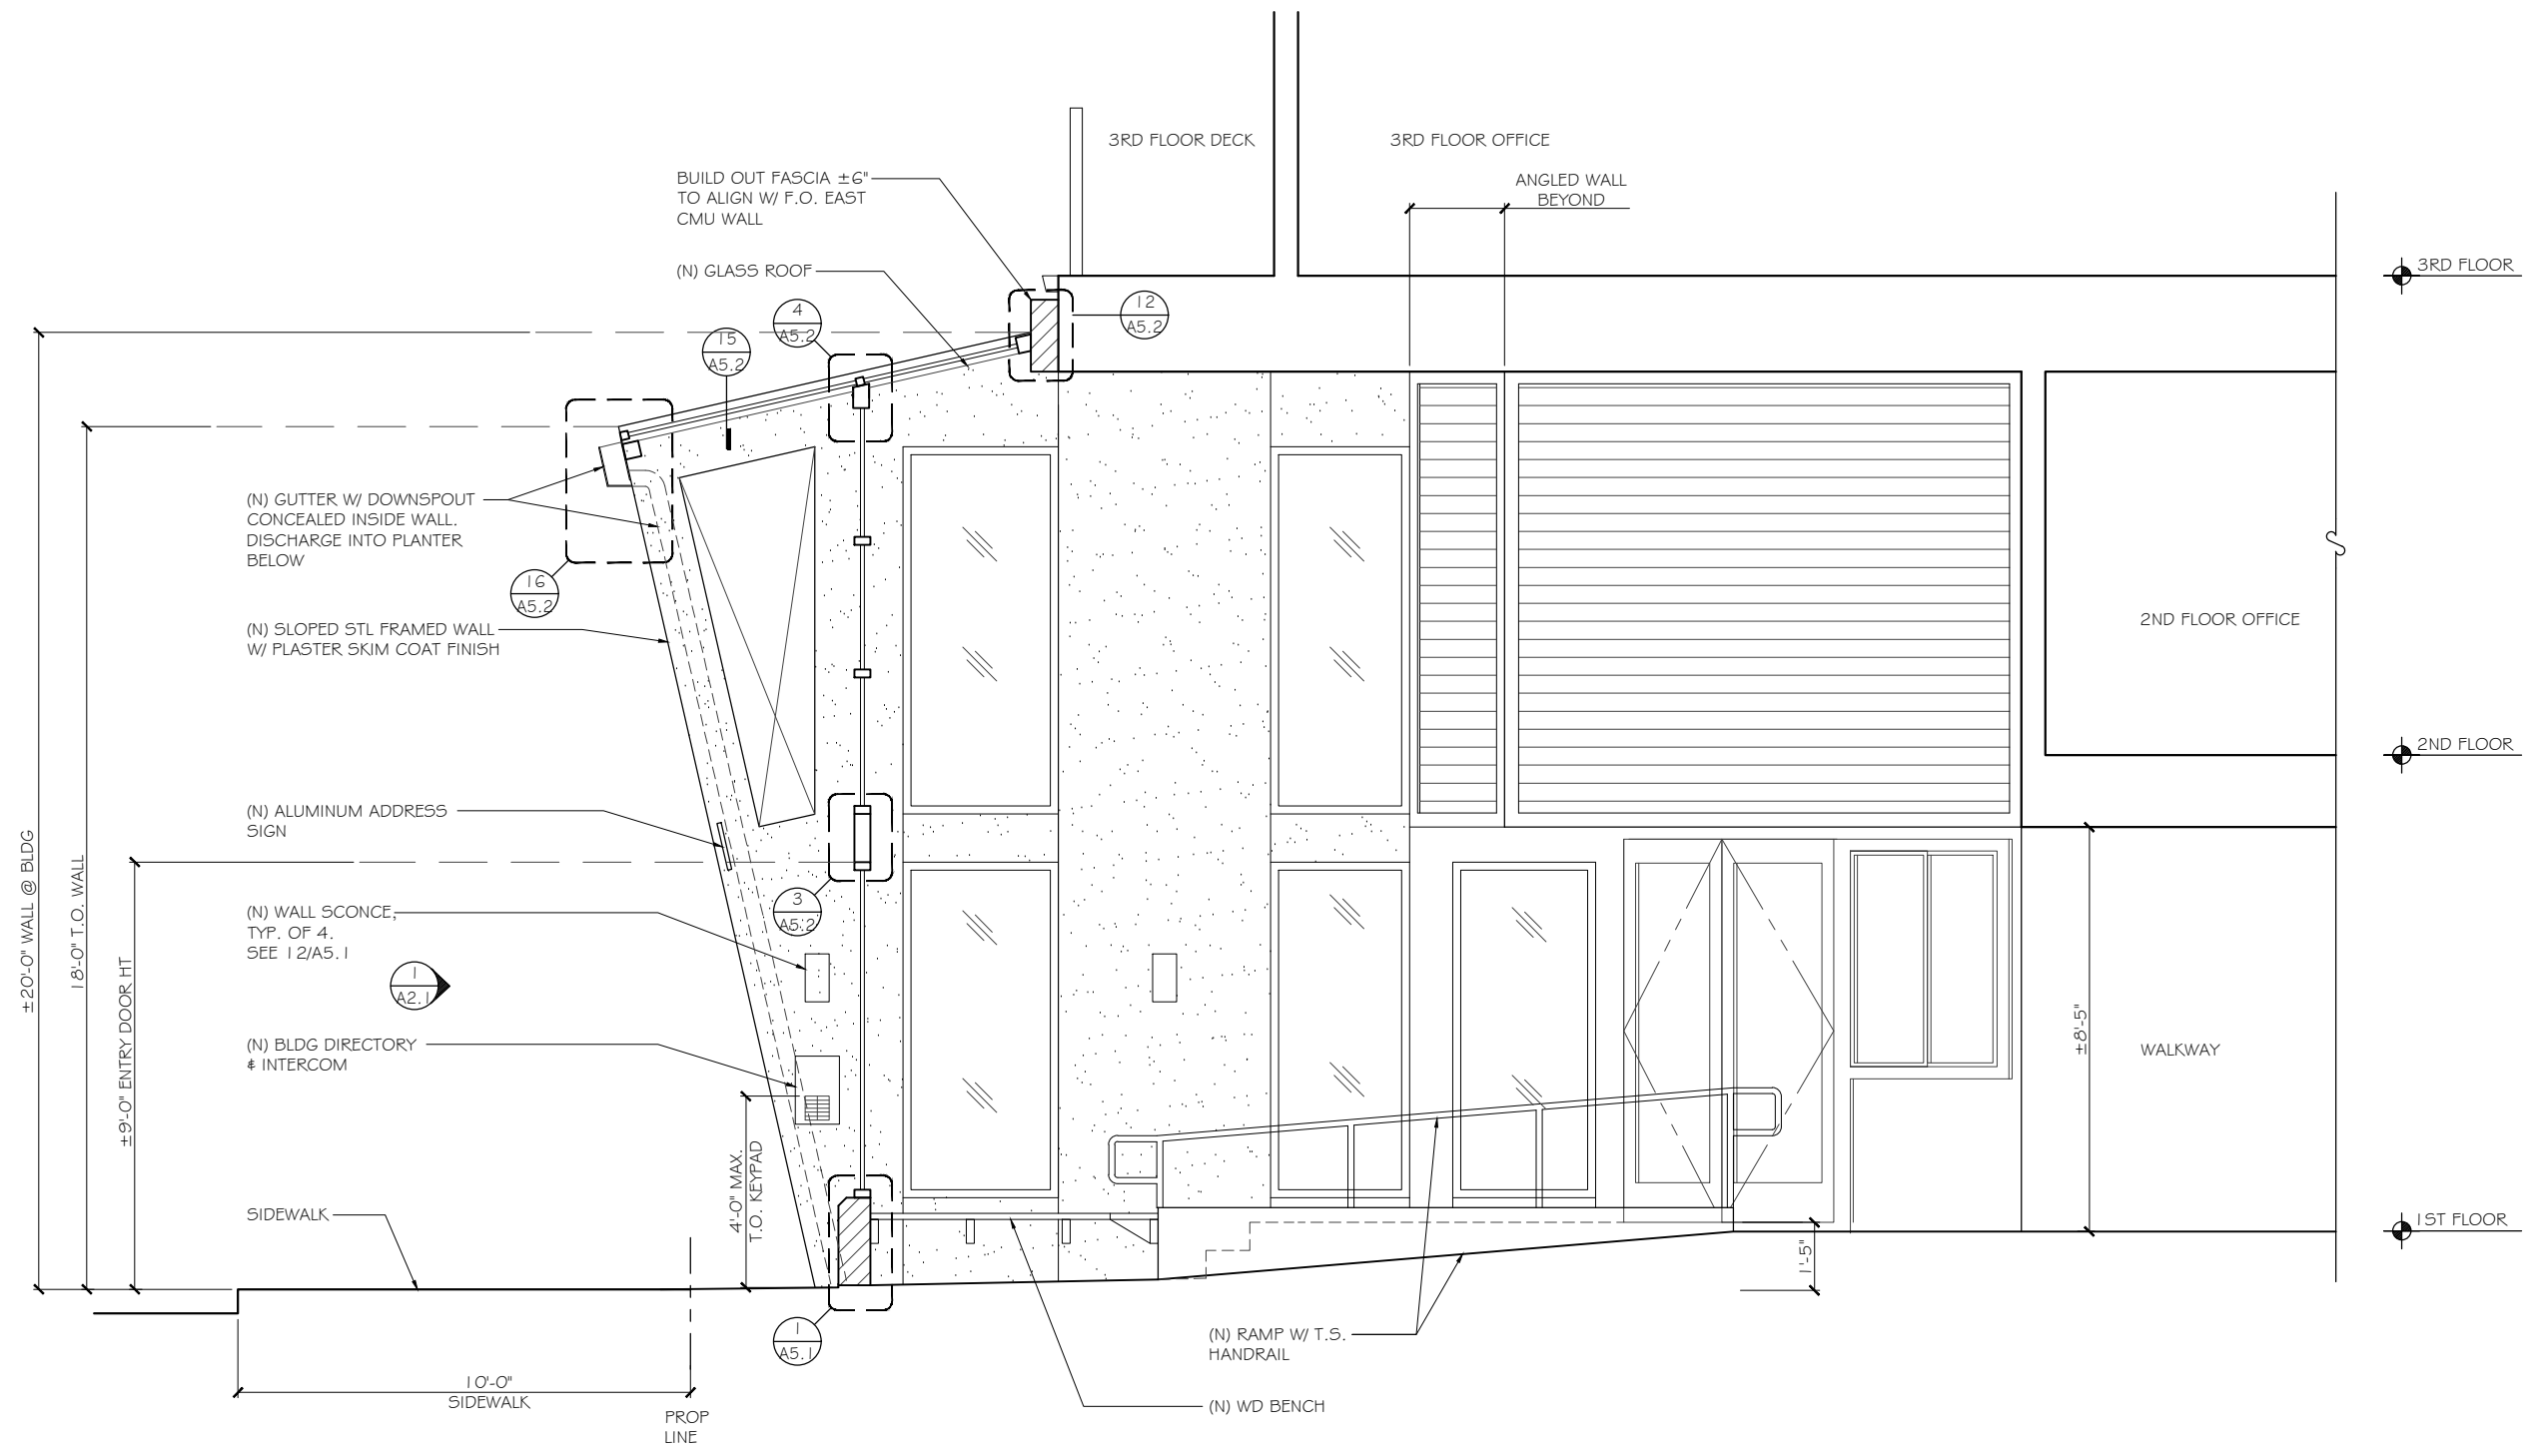 3RD FLOOR DECK
3RD FLOOR OFFICE
BUILD OUT FASCIA ±6"
TO ALIGN W/ F.O. EAST
CMU WALL
ANGLED WALL
BEYOND
(N) GLASS ROOF
3RD FLOOR
12
A5.2
4
A5.2
15
A5.2
(N) GUTTER W/ DOWNSPOUT
CONCEALED INSIDE WALL.
DISCHARGE INTO PLANTER
BELOW
16
A5.2
(N) SLOPED STL FRAMED WALL
W/ PLASTER SKIM COAT FINISH
2ND FLOOR OFFICE
2ND FLOOR
(N) ALUMINUM ADDRESS
SIGN
±20'-0" WALL @ BLDG
18'-0" T.O. WALL
±9'-0" ENTRY DOOR HT
3
A5.2
(N) WALL SCONCE,
TYP. OF 4.
SEE 12/A5.1
1
A2.1
(N) BLDG DIRECTORY
& INTERCOM
±8'-5"
WALKWAY
4'-0" MAX.
T.O. KEYPAD
SIDEWALK
1ST FLOOR
1'-5"
1
A5.1
(N) RAMP W/ T.S.
HANDRAIL
10'-0"
SIDEWALK
(N) WD BENCH
PROP
LINE